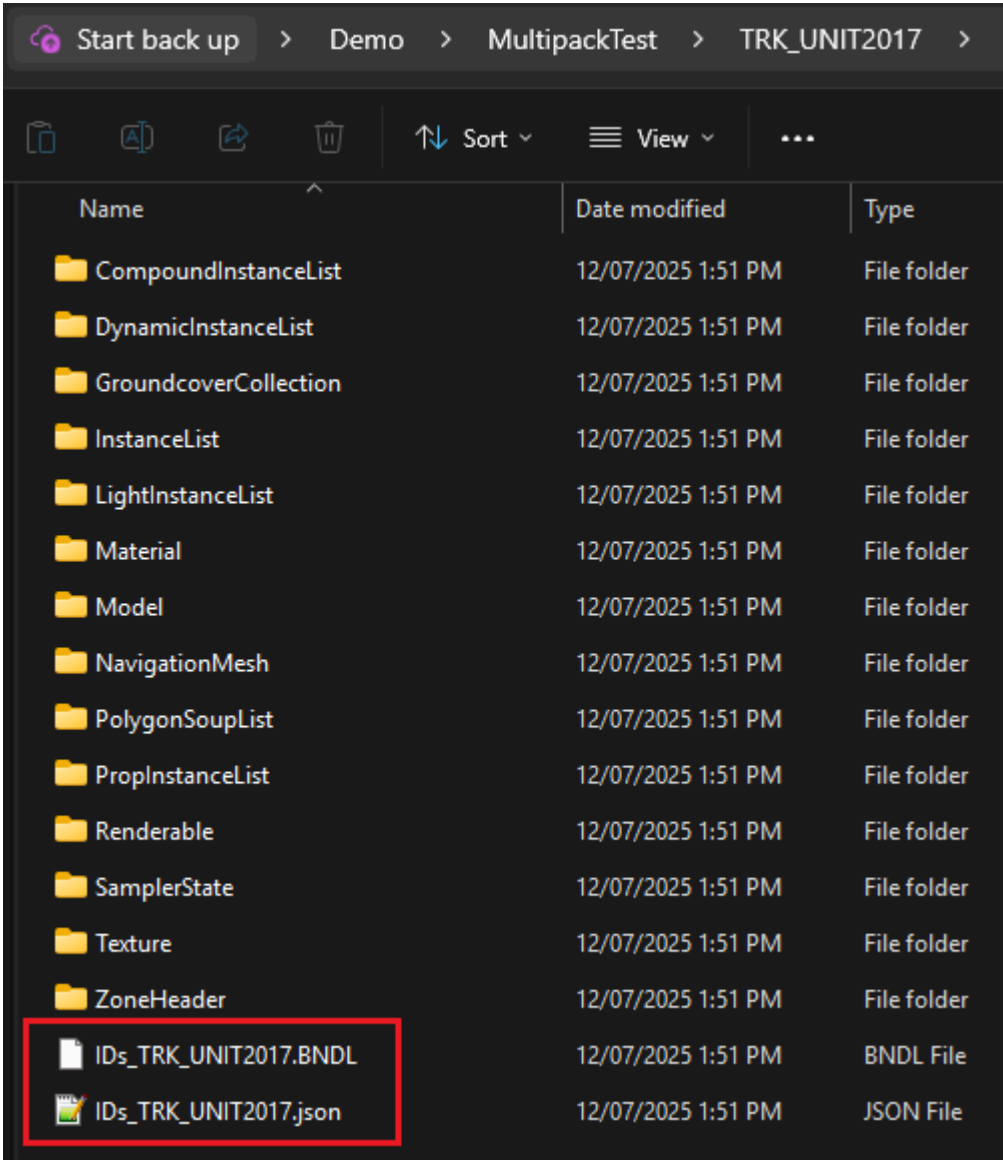 Start back up > Demo > MultipackTest > TRK_UNIT2017 >
Sort View
Name Date modified Type
CompoundInstanceList 12/07/2025 1:51 PM File folder
DynamicInstanceList 12/07/2025 1:51 PM File folder
GroundcoverCollection 12/07/2025 1:51 PM File folder
InstanceList 12/07/2025 1:51 PM File folder
LightInstanceList 12/07/2025 1:51 PM File folder
Material 12/07/2025 1:51 PM File folder
Model 12/07/2025 1:51 PM File folder
NavigationMesh 12/07/2025 1:51 PM File folder
PolygonSoupList 12/07/2025 1:51 PM File folder
PropInstanceList 12/07/2025 1:51 PM File folder
Renderable 12/07/2025 1:51 PM File folder
SamplerState 12/07/2025 1:51 PM File folder
Texture 12/07/2025 1:51 PM File folder
ZoneHeader 12/07/2025 1:51 PM File folder
IDs_TRK_UNIT2017.BNDL 12/07/2025 1:51 PM BNDL File
IDs_TRK_UNIT2017.json 12/07/2025 1:51 PM JSON File